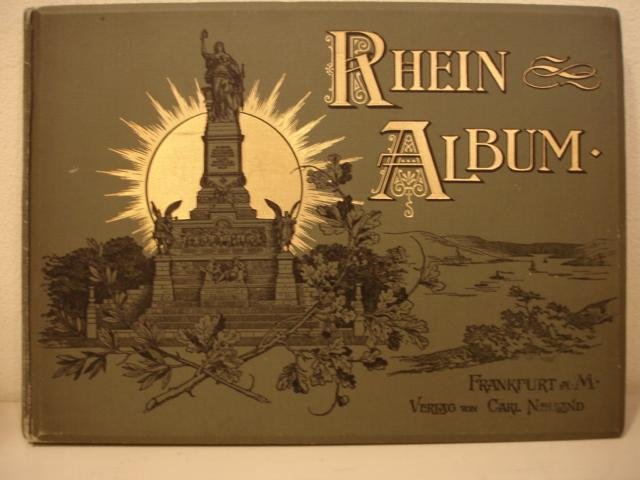 RHEIN
ALBUM.
FRANKFURT A. M.
VERLAG VON CARL